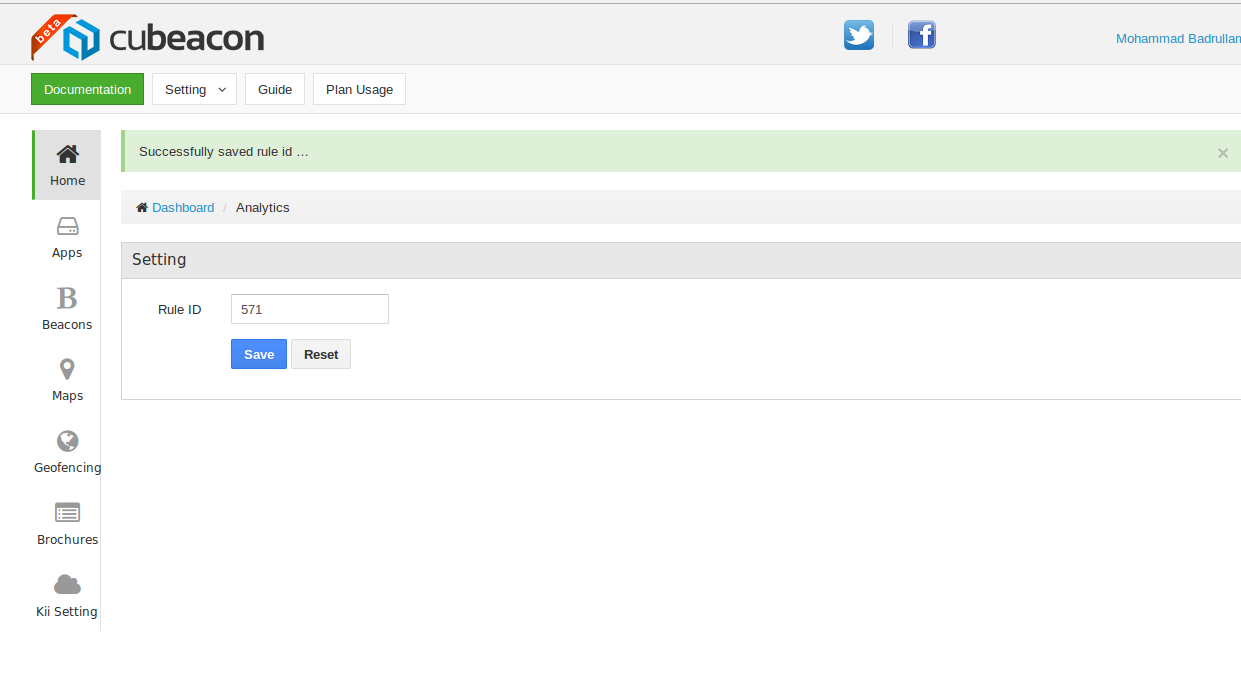 beta
cubeacon
Mohammad Badrullan
Documentation Setting Guide Plan Usage
Home
Successfully saved rule id ... ×
Dashboard / Analytics
Apps
Setting
Rule ID 571
B
Beacons
Save Reset
Maps
Geofencing
Brochures
Kii Setting